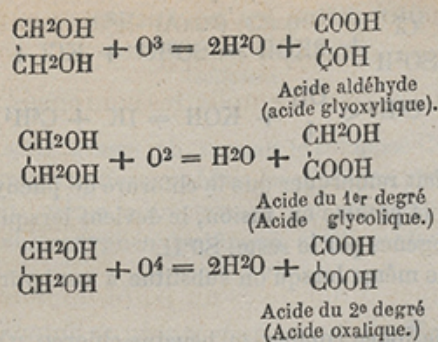 CH²OH COOH
CH²OH + O³ = 2H²O + COH
Acide aldéhyde
(acide glyoxylique).
CH²OH CH²OH
CH²OH + O² = H²O + COOH
Acide du 1er degré
(Acide glycolique.)
CH²OH COOH
CH²OH + O⁴ = 2H²O + COOH
Acide du 2e degré
(Acide oxalique.)